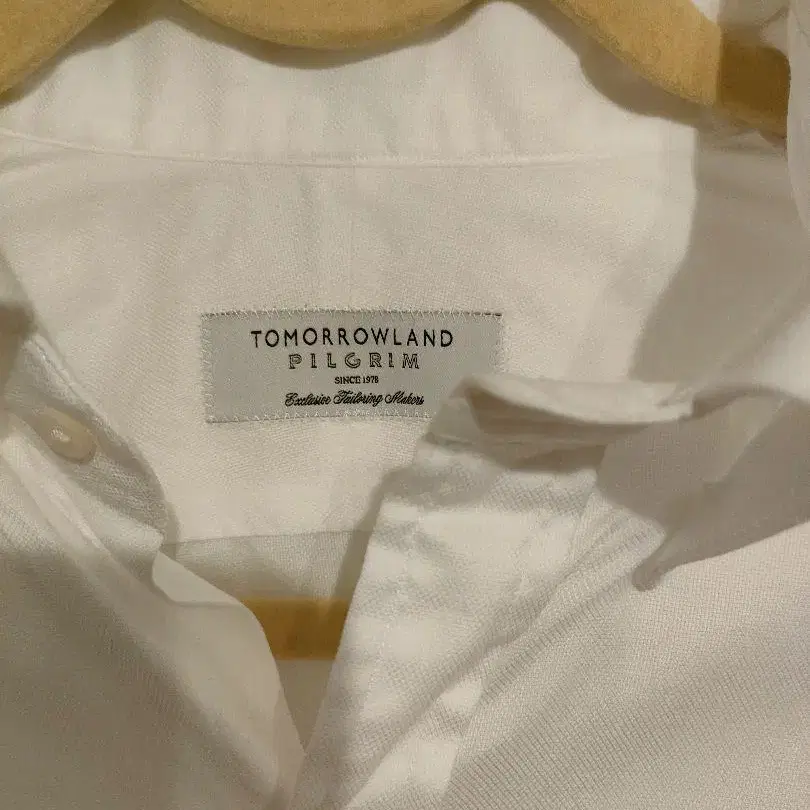 TOMORROWLAND
PILGRIM
SINCE 1978
Exclusive Tailoring Makers